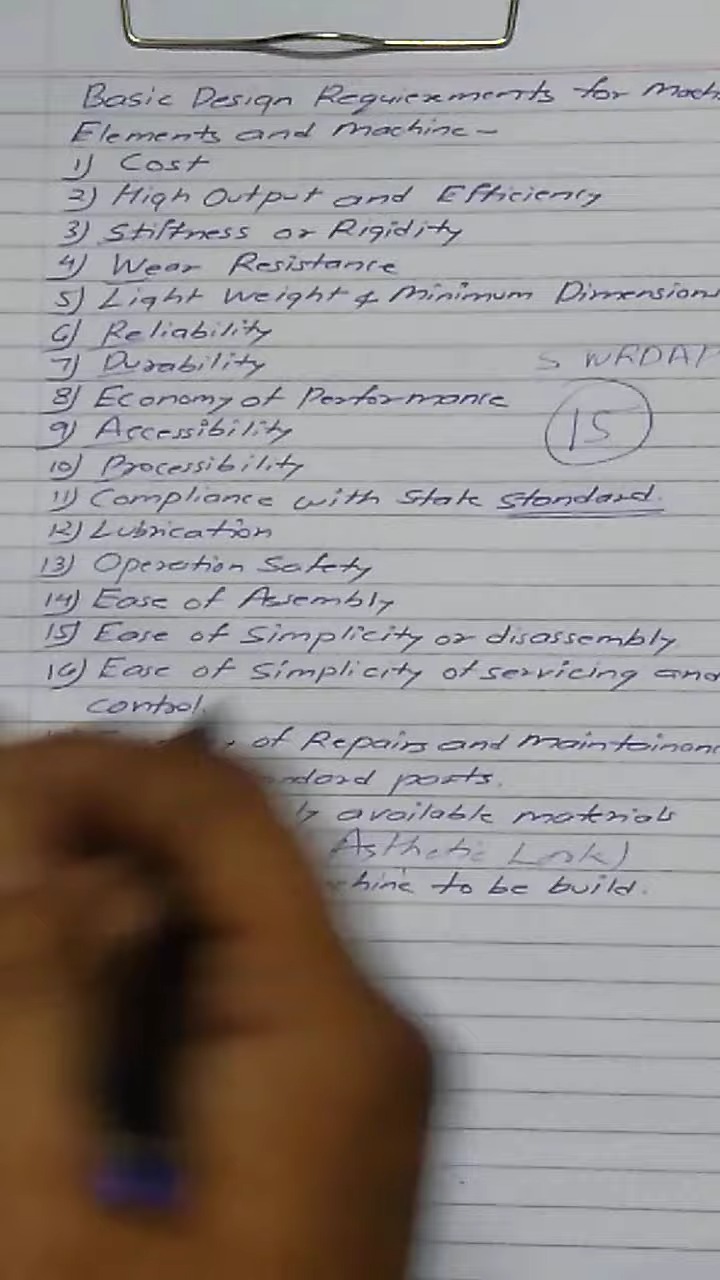 Basic Design Requirements for Mach
Elements and Machine -
1) Cost
2) High Output and Efficiency
3) Stiffness or Rigidity
4) Wear Resistance
5) Light Weight & Minimum Dimension
6) Reliability
7) Durability
S WRDAP
8) Economy of Performance
15
9) Accessibility
10) Processibility
11) Compliance with State Standard.
12) Lubrication
13) Operation Safety
14) Ease of Assembly
15) Ease of Simplicity or disassembly
16) Ease of Simplicity of servicing and
control.
of Repairs and Maintainan
parts.
available materials
Asthetic Look)
to be build.